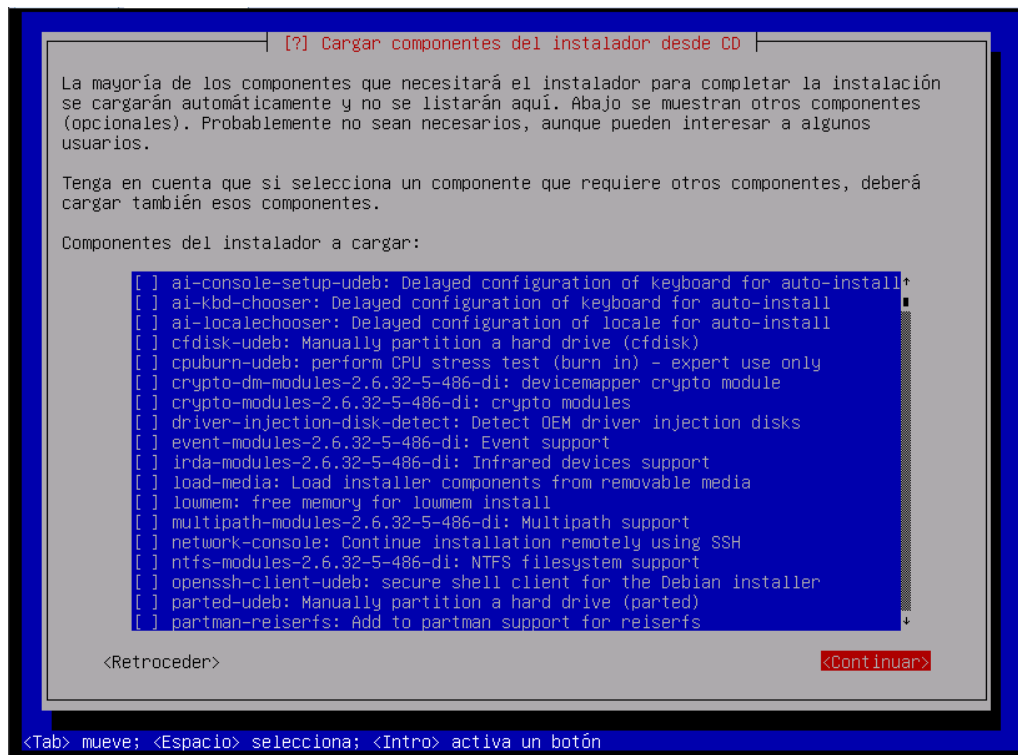 [?] Cargar componentes del instalador desde CD
La mayoría de los componentes que necesitará el instalador para completar la instalación
se cargarán automáticamente y no se listarán aquí. Abajo se muestran otros componentes
(opcionales). Probablemente no sean necesarios, aunque pueden interesar a algunos
usuarios.
Tenga en cuenta que si selecciona un componente que requiere otros componentes, deberá
cargar también esos componentes.
Componentes del instalador a cargar:
[ ] ai-console-setup-udeb: Delayed configuration of keyboard for auto-install
[ ] ai-kbd-chooser: Delayed configuration of keyboard for auto-install
[ ] ai-localechooser: Delayed configuration of locale for auto-install
[ ] cfdisk-udeb: Manually partition a hard drive (cfdisk)
[ ] cpuburn-udeb: perform CPU stress test (burn in) – expert use only
[ ] crypto-dm-modules-2.6.32-5-486-di: devicemapper crypto module
[ ] crypto-modules-2.6.32-5-486-di: crypto modules
[ ] driver-injection-disk-detect: Detect OEM driver injection disks
[ ] event-modules-2.6.32-5-486-di: Event support
[ ] irda-modules-2.6.32-5-486-di: Infrared devices support
[ ] load-media: Load installer components from removable media
[ ] lowmem: free memory for lowmem install
[ ] multipath-modules-2.6.32-5-486-di: Multipath support
[ ] network-console: Continue installation remotely using SSH
[ ] ntfs-modules-2.6.32-5-486-di: NTFS filesystem support
[ ] openssh-client-udeb: secure shell client for the Debian installer
[ ] parted-udeb: Manually partition a hard drive (parted)
[ ] partman-reiserfs: Add to partman support for reiserfs
<Retroceder> <Continuar>
<Tab> mueve; <Espacio> selecciona; <Intro> activa un botón